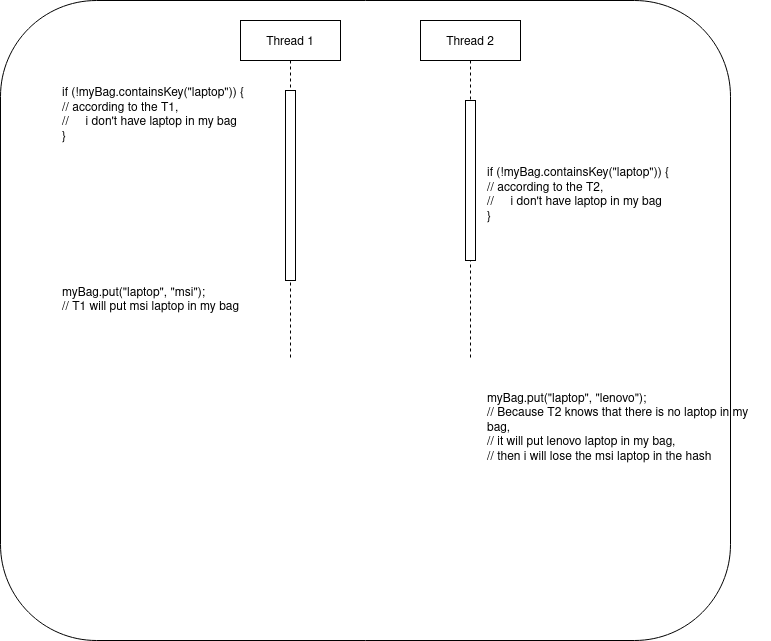 Thread 1
Thread 2
if (!myBag.containsKey("laptop")) {
// according to the T1,
//     i don't have laptop in my bag
}
if (!myBag.containsKey("laptop")) {
// according to the T2,
//     i don't have laptop in my bag
}
myBag.put("laptop", "msi");
// T1 will put msi laptop in my bag
myBag.put("laptop", "lenovo");
// Because T2 knows that there is no laptop in my
bag,
// it will put lenovo laptop in my bag,
// then i will lose the msi laptop in the hash